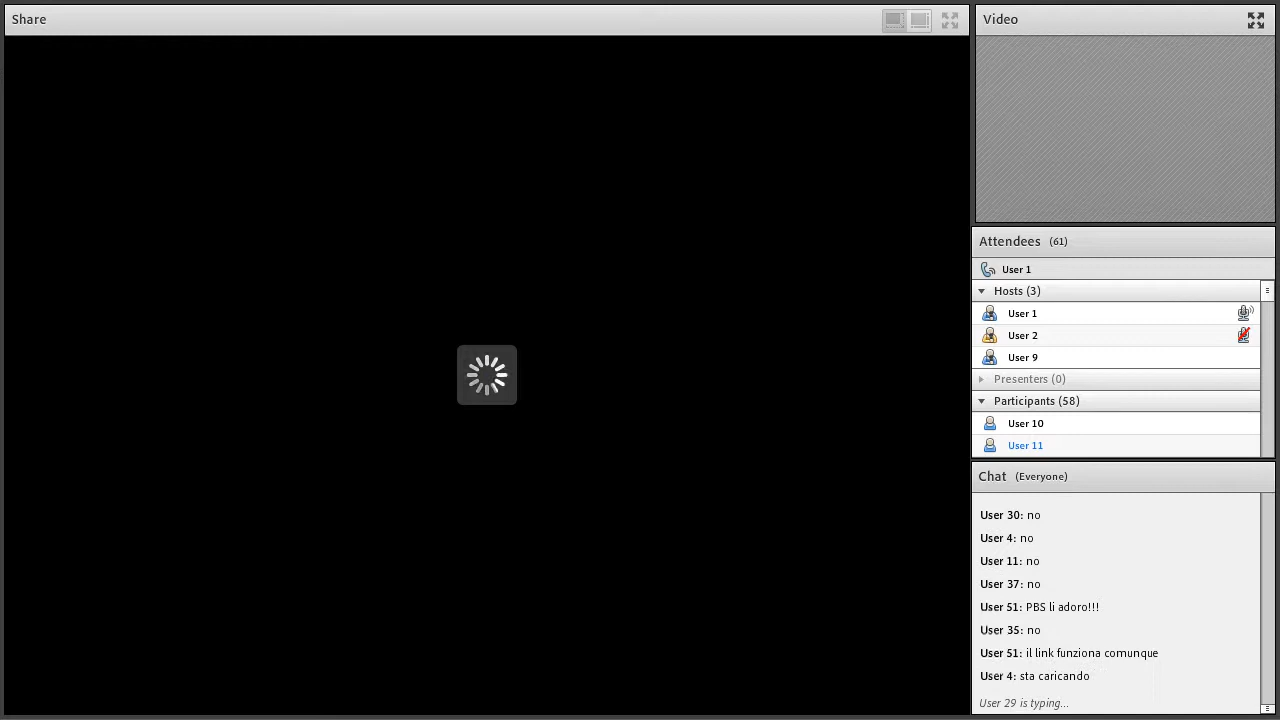 Share
Video
Attendees (61)
User 1
Hosts (3)
User 1
User 2
User 9
Presenters (0)
Participants (58)
User 10
User 11
Chat (Everyone)
User 30: no
User 4: no
User 11: no
User 37: no
User 51: PBS li adoro!!!
User 35: no
User 51: il link funziona comunque
User 4: sta caricando
User 29 is typing...